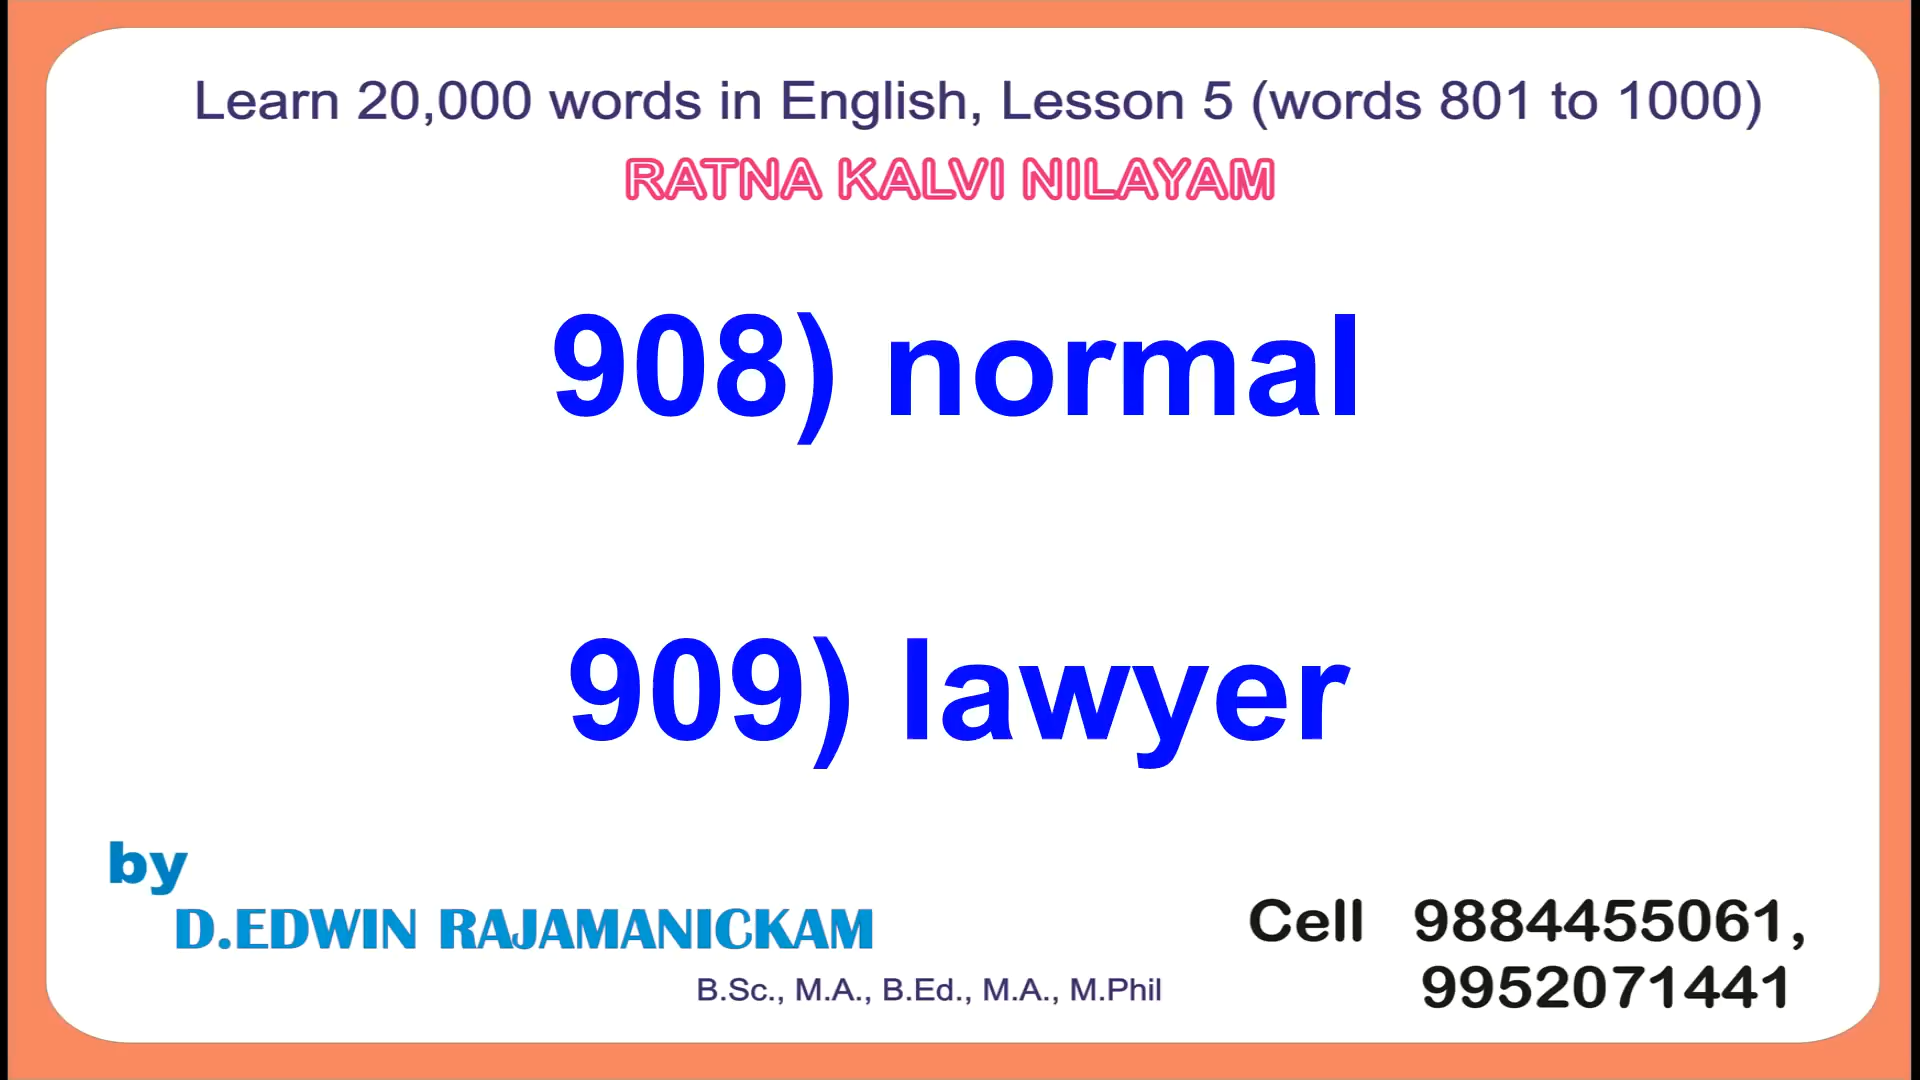 Learn 20,000 words in English, Lesson 5 (words 801 to 1000)
RATNA KALVI NILAYAM
908) normal
909) lawyer
by
D.EDWIN RAJAMANICKAM
B.Sc., M.A., B.Ed., M.A., M.Phil
Cell 9884455061,
9952071441